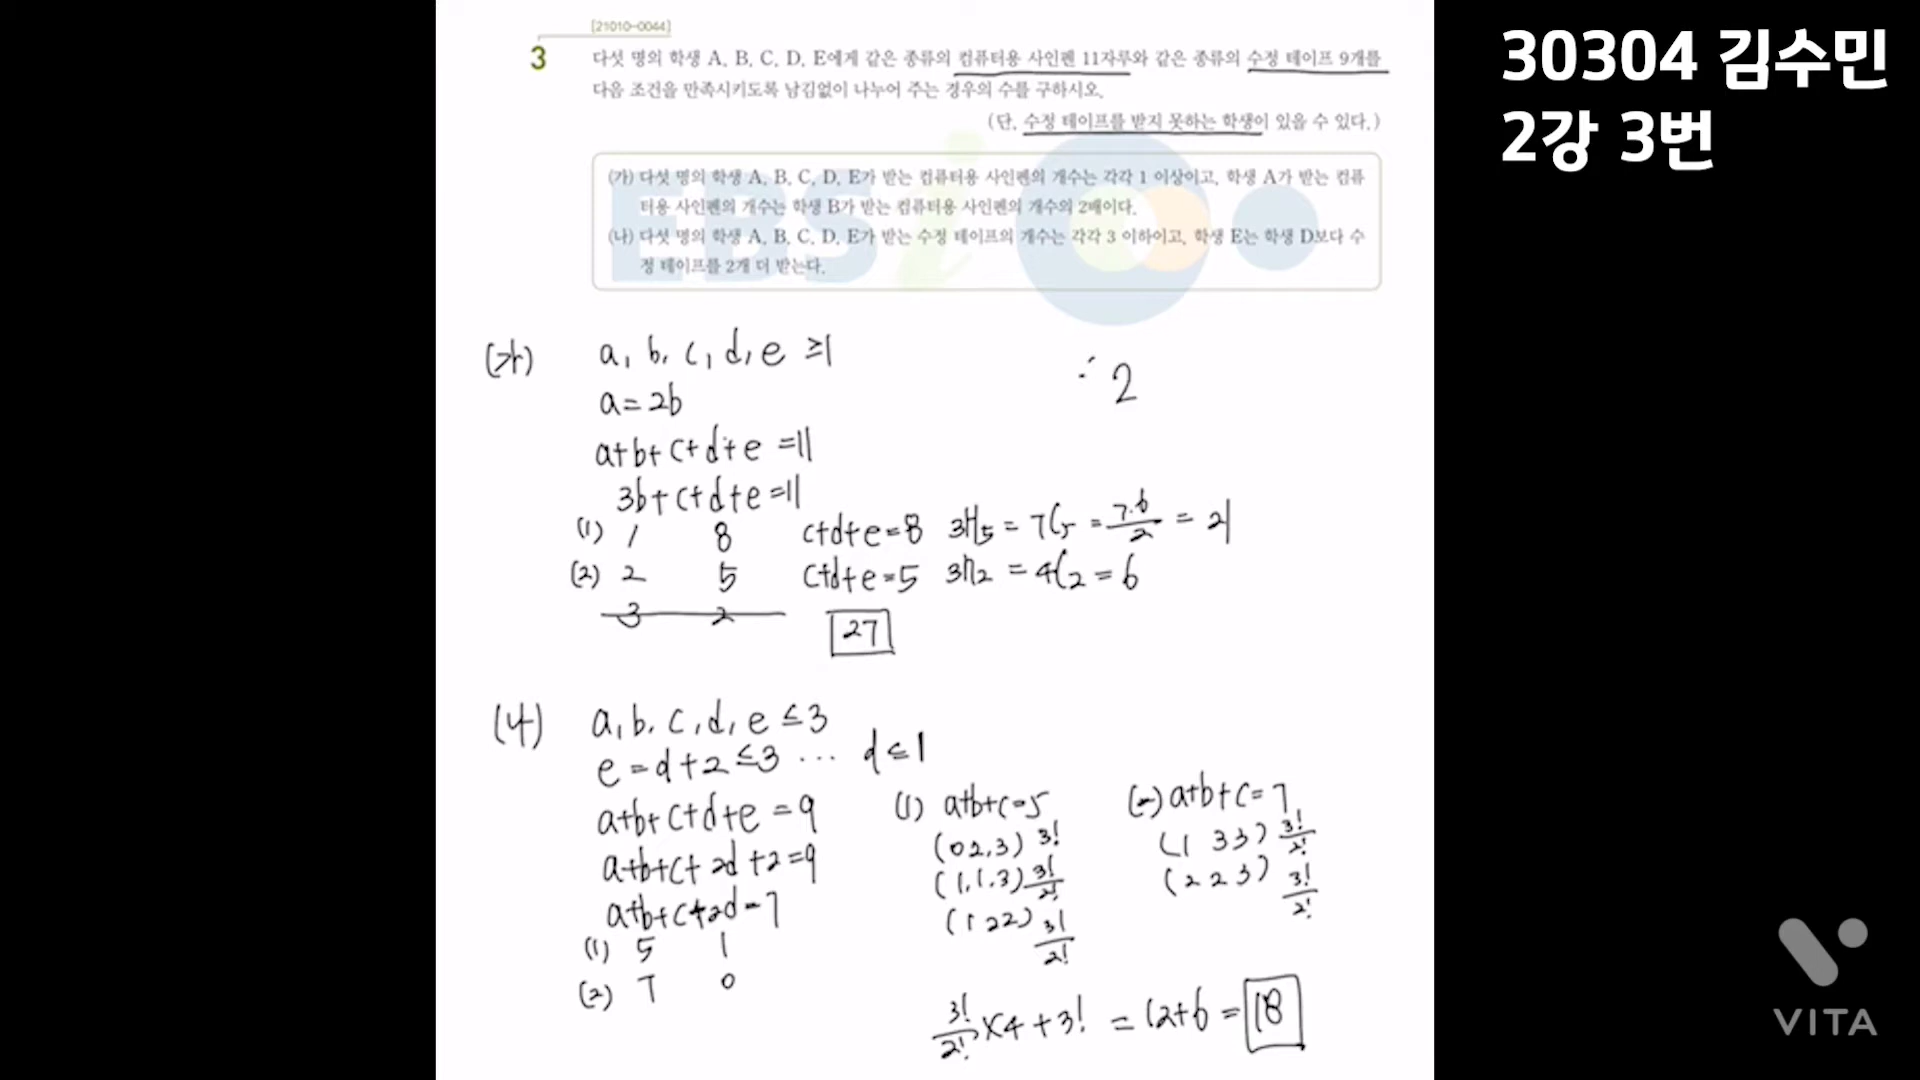 [21010-0044]
3 다섯 명의 학생 A, B, C, D, E에게 같은 종류의 컴퓨터용 사인펜 11자루와 같은 종류의 수정 테이프 9개를
다음 조건을 만족시키도록 남김없이 나누어 주는 경우의 수를 구하시오.
(단, 수정 테이프를 받지 못하는 학생이 있을 수 있다.)
(가) 다섯 명의 학생 A, B, C, D, E가 받는 컴퓨터용 사인펜의 개수는 각각 1 이상이고, 학생 A가 받는 컴퓨
터용 사인펜의 개수는 학생 B가 받는 컴퓨터용 사인펜의 개수의 2배이다.
(나) 다섯 명의 학생 A, B, C, D, E가 받는 수정 테이프의 개수는 각각 3 이하이고, 학생 E는 학생 D보다 수
정 테이프를 2개 더 받는다.
EBSi
30304 김수민
2강 3번
(가) a, b, c, d, e ≥1
a=2b
a+b+c+d+e=11
3b+c+d+e=11
(1) 1 8 c+d+e=8 3H5 = 7C5 = 7·6/2 = 21
(2) 2 5 c+d+e=5 3H2 = 4C2 = 6
3 2
27
∴ 2
(나) a, b, c, d, e ≤3
e=d+2≤3 ... d≤1
a+b+c+d+e=9
a+b+c+2d+2=9
a+b+c+2d=7
(1) 5 1
(2) 7 0
(1) a+b+c=5
(0 2, 3) 3!
(1, 1, 3) 3!/2!
(1 2 2) 3!/2!
(2) a+b+c=7
(1 3 3) 3!/2!
(2 2 3) 3!/2!
3!/2! ×4+3! = 12+6 = 18
VITA